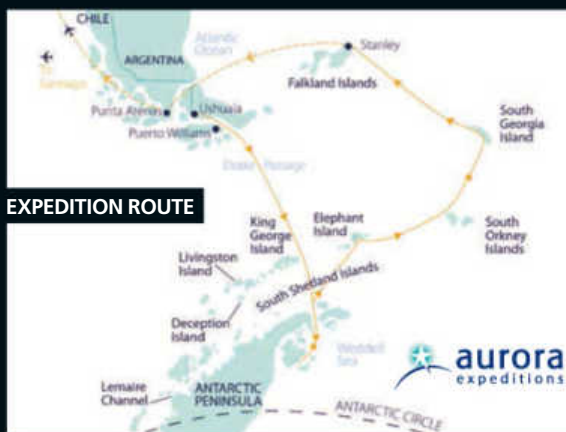 CHILE
Atlantic
Ocean
Stanley
ARGENTINA
To
Santiago
Falkland Islands
Punta Arenas
Ushuaia
South
Georgia
Island
Puerto Williams
Drake Passage
EXPEDITION ROUTE
King
George
Island
Elephant
Island
South
Orkney
Islands
Livingston
Island
South Shetland Islands
Deception
Island
Weddell
Sea
aurora
expeditions
Lemaire
Channel
ANTARCTIC
PENINSULA
ANTARCTIC CIRCLE